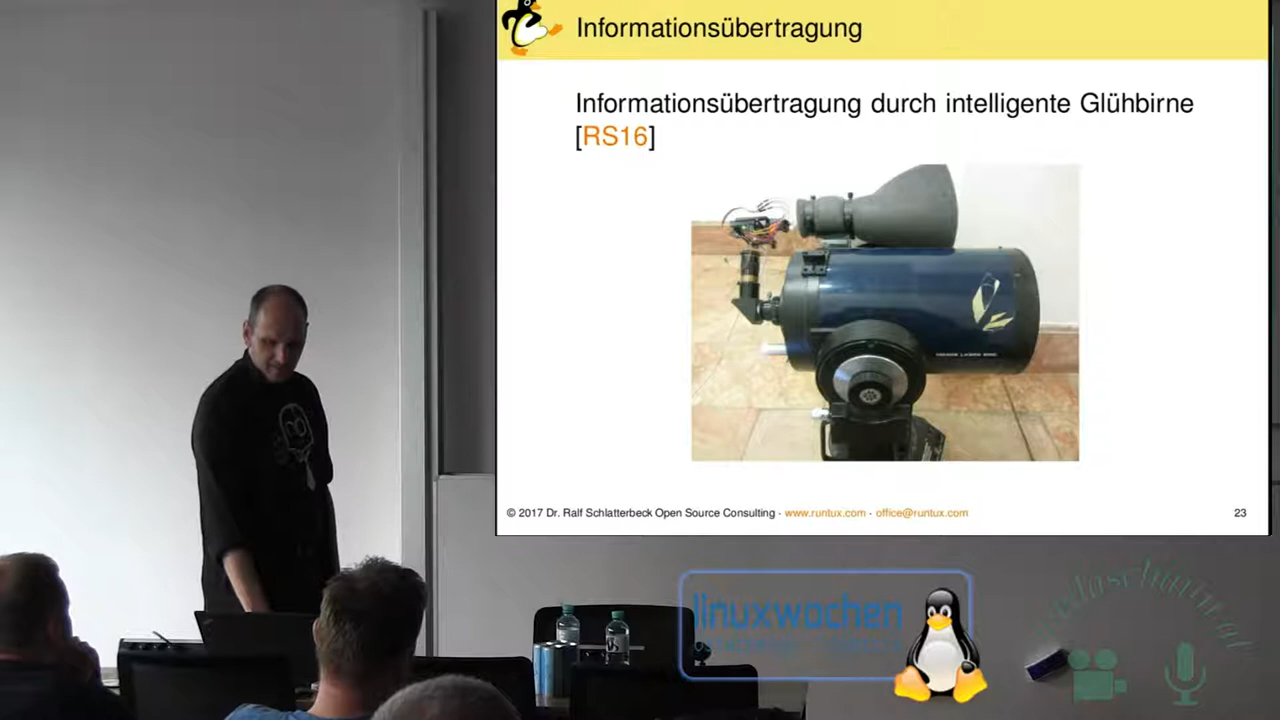 Informationsübertragung
Informationsübertragung durch intelligente Glühbirne
[RS16]
© 2017 Dr. Ralf Schlatterbeck Open Source Consulting · www.runtux.com · office@runtux.com
23
linuxwochen